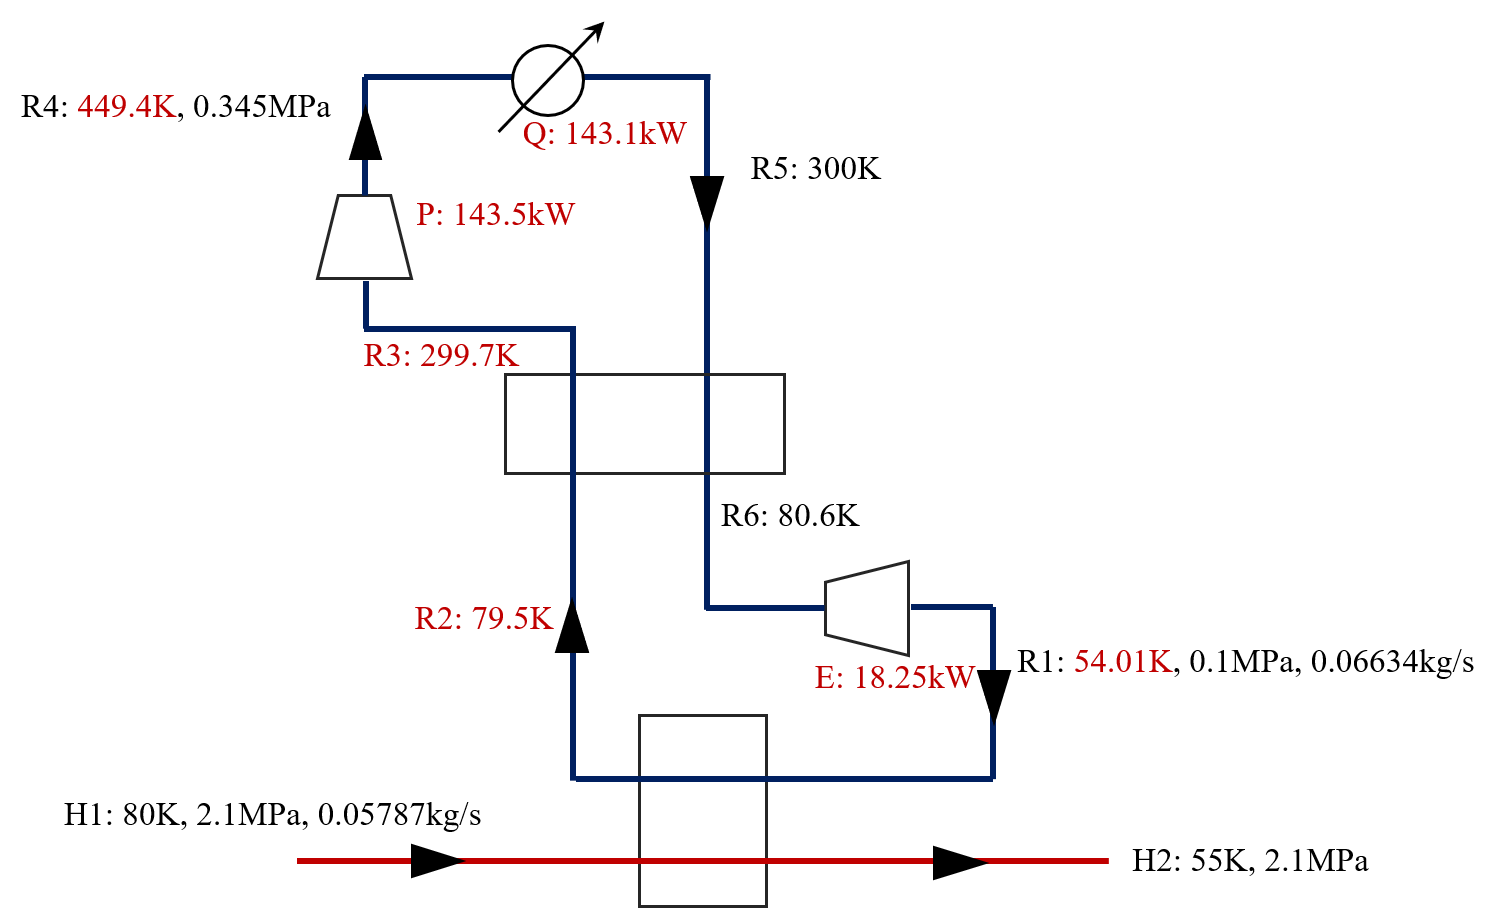 R4: 449.4K, 0.345MPa
Q: 143.1kW
R5: 300K
P: 143.5kW
R3: 299.7K
R6: 80.6K
R2: 79.5K
E: 18.25kW
R1: 54.01K, 0.1MPa, 0.06634kg/s
H1: 80K, 2.1MPa, 0.05787kg/s
H2: 55K, 2.1MPa